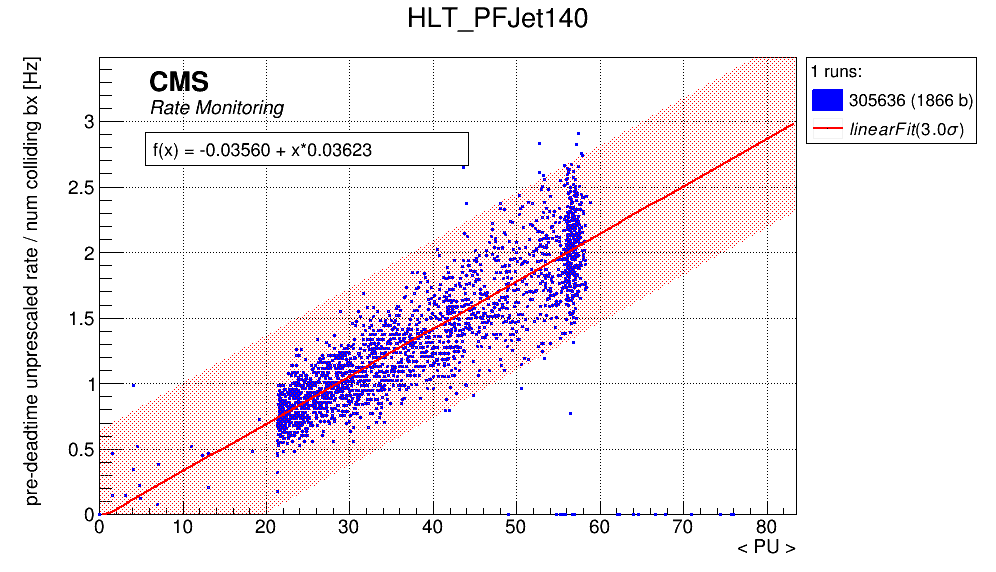 HLT_PFJet140
pre-deadtime unprescaled rate / num colliding bx [Hz]
CMS
Rate Monitoring
f(x) = -0.03560 + x*0.03623
1 runs:
305636 (1866 b)
linearFit(3.0σ)
3
2.5
2
1.5
1
0.5
0
0 10 20 30 40 50 60 70 80
< PU >